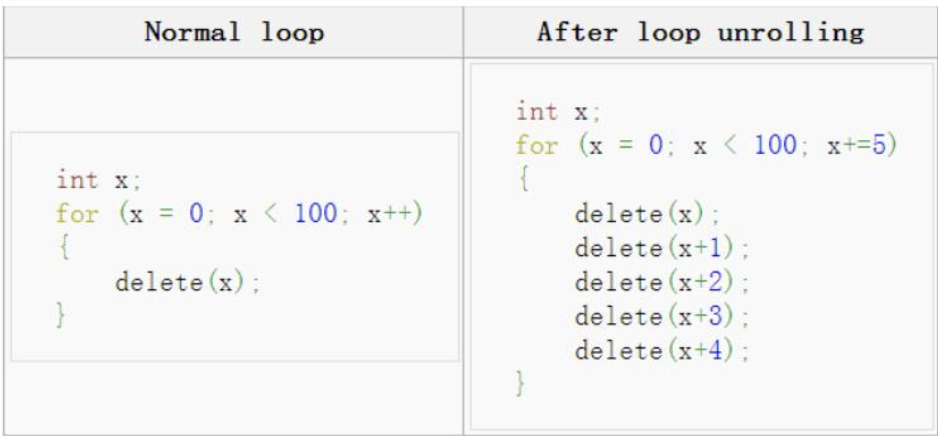 Normal loop
After loop unrolling
int x;
for (x = 0; x < 100; x++)
{
    delete(x);
}
int x;
for (x = 0; x < 100; x+=5)
{
    delete(x);
    delete(x+1);
    delete(x+2);
    delete(x+3);
    delete(x+4);
}